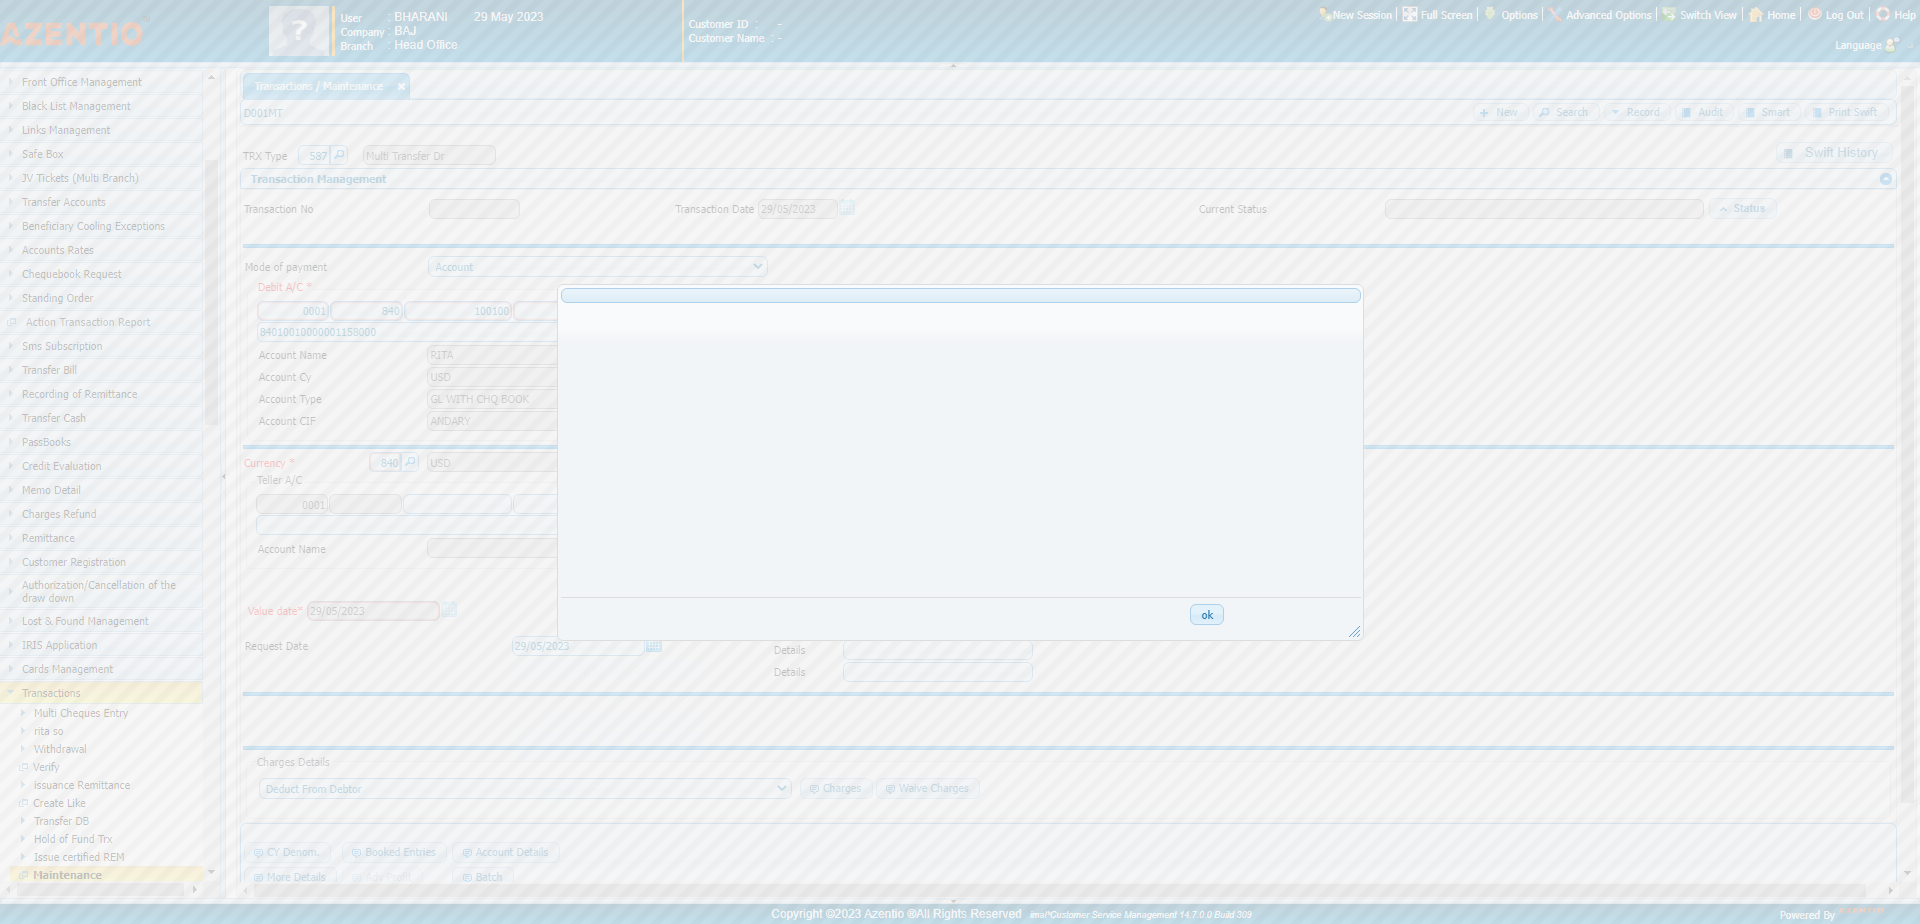 AZENTIO
?
User : BHARANI 29 May 2023
Company : BAJ
Branch : Head Office
Customer ID : -
Customer Name : -
New Session Full Screen Options Advanced Options Switch View Home Log Out Help
Language
Front Office Management
Black List Management
Links Management
Safe Box
JV Tickets (Multi Branch)
Transfer Accounts
Beneficiary Cooling Exceptions
Accounts Rates
Chequebook Request
Standing Order
Action Transaction Report
Sms Subscription
Transfer Bill
Recording of Remittance
Transfer Cash
PassBooks
Credit Evaluation
Memo Detail
Charges Refund
Remittance
Customer Registration
Authorization/Cancellation of the
draw down
Lost & Found Management
IRIS Application
Cards Management
Transactions
Multi Cheques Entry
rita so
Withdrawal
Verify
issuance Remittance
Create Like
Transfer DB
Hold of Fund Trx
Issue certified REM
Maintenance
Transactions / Maintenance
D001MT
New Search Record Audit Smart Print Swift
TRX Type 587 Multi Transfer Dr
Swift History
Transaction Management
Transaction No
Transaction Date 29/05/2023
Current Status
Status
Mode of payment Account
Debit A/C *
0001 840 100100
84010010000001158000
Account Name RITA
Account Cy USD
Account Type GL WITH CHQ BOOK
Account CIF ANDARY
Currency * 840 USD
Teller A/C
0001
Account Name
ok
Value date* 29/05/2023
Request Date 29/05/2023
Details
Details
Charges Details
Deduct From Debtor Charges Waive Charges
CY Denom. Booked Entries Account Details
More Details Adv Profit Batch
Copyright ©2023 Azentio ®All Rights Reserved imal*Customer Service Management 14.7.0.0 Build 309
Powered By